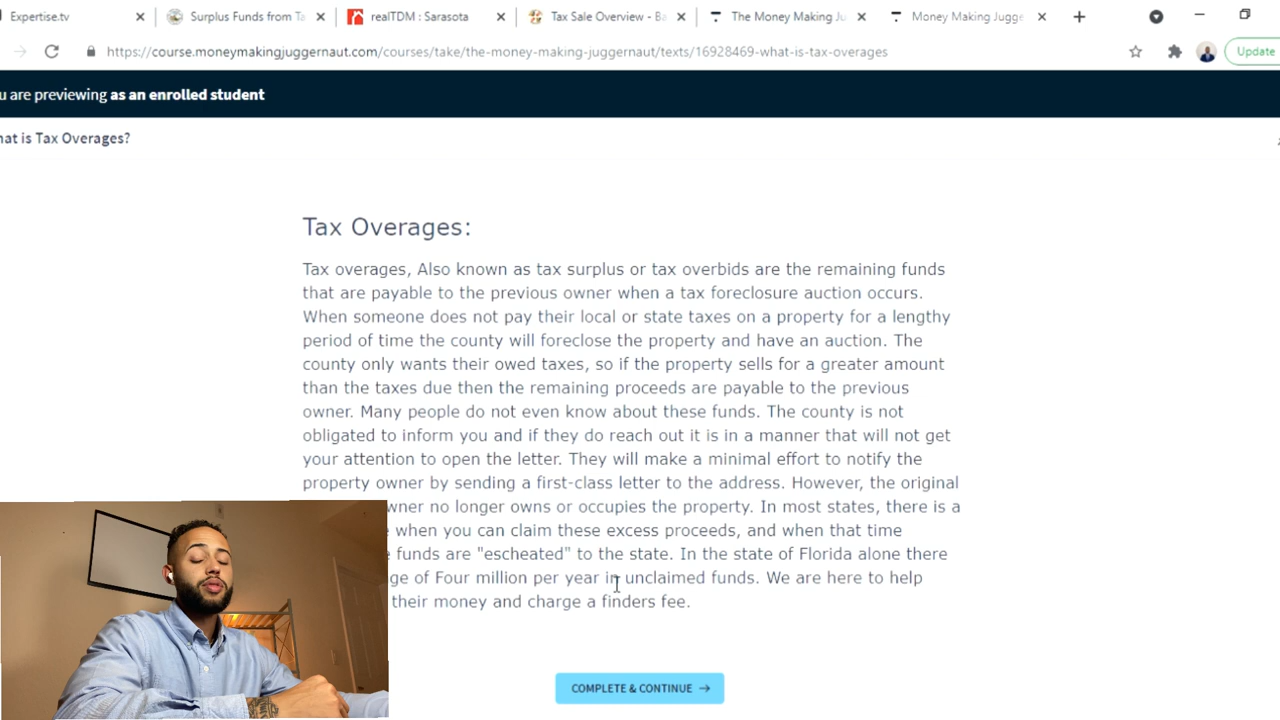 Expertise.tv
Surplus Funds from Ta
realTDM : Sarasota
Tax Sale Overview - Ba
The Money Making Ju
Money Making Jugge
https://course.moneymakingjuggernaut.com/courses/take/the-money-making-juggernaut/texts/16928469-what-is-tax-overages
Update
u are previewing as an enrolled student
hat is Tax Overages?
Tax Overages:
Tax overages, Also known as tax surplus or tax overbids are the remaining funds
that are payable to the previous owner when a tax foreclosure auction occurs.
When someone does not pay their local or state taxes on a property for a lengthy
period of time the county will foreclose the property and have an auction. The
county only wants their owed taxes, so if the property sells for a greater amount
than the taxes due then the remaining proceeds are payable to the previous
owner. Many people do not even know about these funds. The county is not
obligated to inform you and if they do reach out it is in a manner that will not get
your attention to open the letter. They will make a minimal effort to notify the
property owner by sending a first-class letter to the address. However, the original
wner no longer owns or occupies the property. In most states, there is a
e when you can claim these excess proceeds, and when that time
e funds are "escheated" to the state. In the state of Florida alone there
ge of Four million per year in unclaimed funds. We are here to help
their money and charge a finders fee.
COMPLETE & CONTINUE →